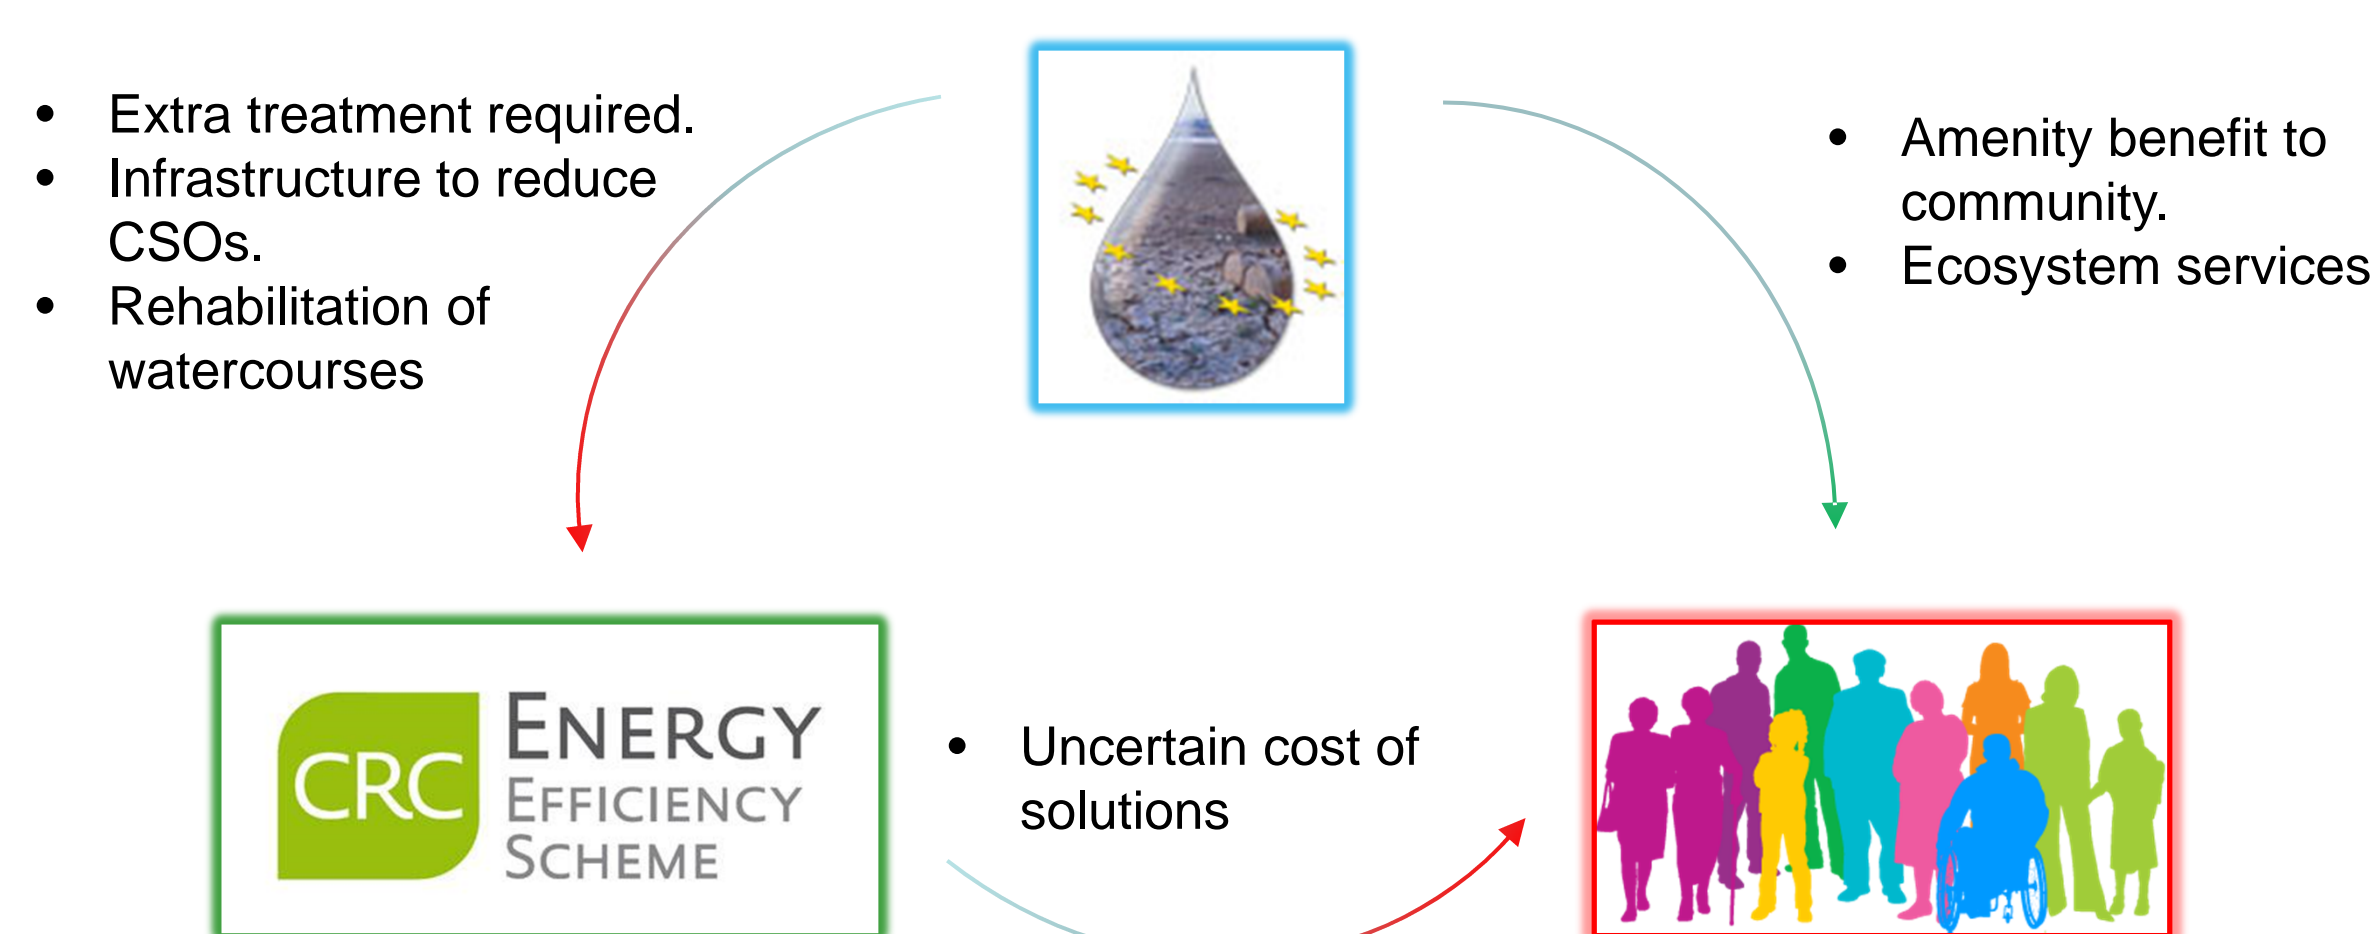 • Extra treatment required.
• Infrastructure to reduce
CSOs.
• Rehabilitation of
watercourses
• Amenity benefit to
community.
• Ecosystem services
CRC
ENERGY
EFFICIENCY
SCHEME
• Uncertain cost of
solutions